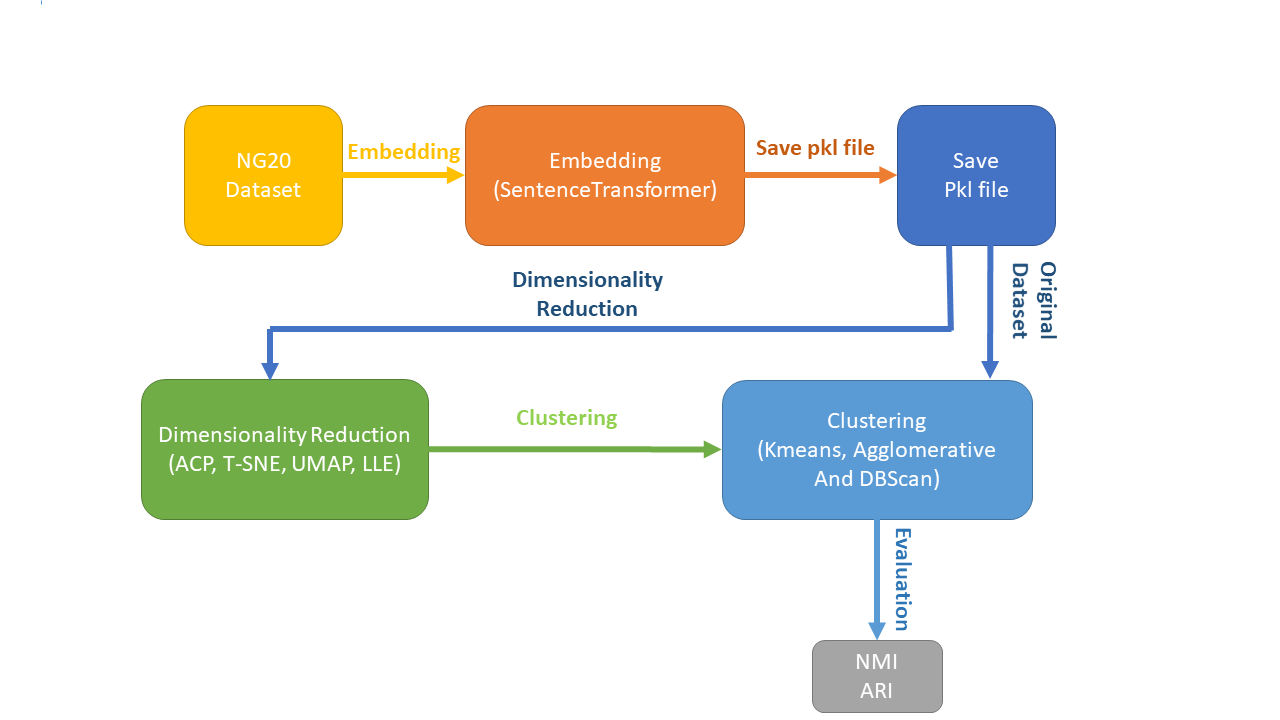 NG20
Dataset
Embedding
Embedding
(SentenceTransformer)
Save pkl file
Save
Pkl file
Dimensionality
Reduction
Original
Dataset
Dimensionality Reduction
(ACP, T-SNE, UMAP, LLE)
Clustering
Clustering
(Kmeans, Agglomerative
And DBScan)
Evaluation
NMI
ARI